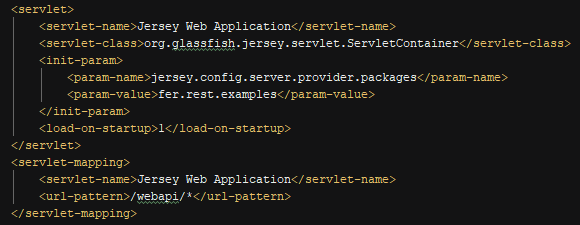 <servlet>
<servlet-name>Jersey Web Application</servlet-name>
<servlet-class>org.glassfish.jersey.servlet.ServletContainer</servlet-class>
<init-param>
<param-name>jersey.config.server.provider.packages</param-name>
<param-value>fer.rest.examples</param-value>
</init-param>
<load-on-startup>1</load-on-startup>
</servlet>
<servlet-mapping>
<servlet-name>Jersey Web Application</servlet-name>
<url-pattern>/webapi/*</url-pattern>
</servlet-mapping>